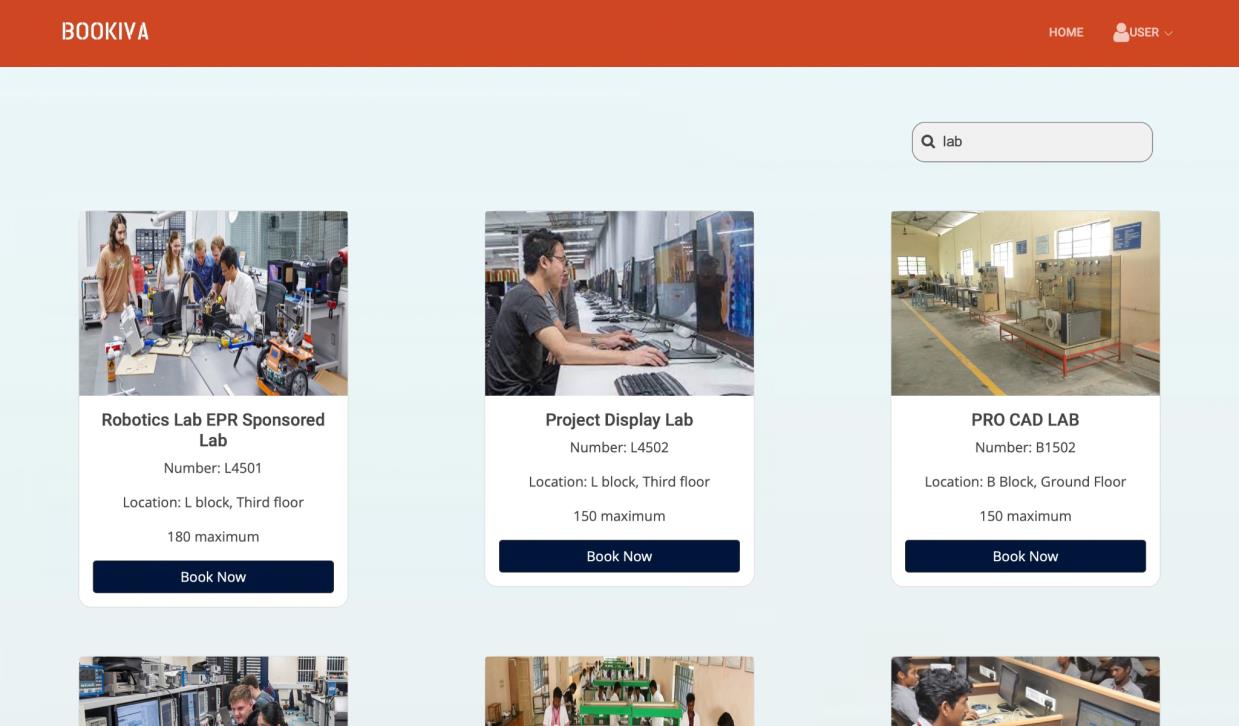 BOOKIVA
HOME
USER
lab
Robotics Lab EPR Sponsored
Lab
Number: L4501
Location: L block, Third floor
180 maximum
Book Now
Project Display Lab
Number: L4502
Location: L block, Third floor
150 maximum
Book Now
PRO CAD LAB
Number: B1502
Location: B Block, Ground Floor
150 maximum
Book Now